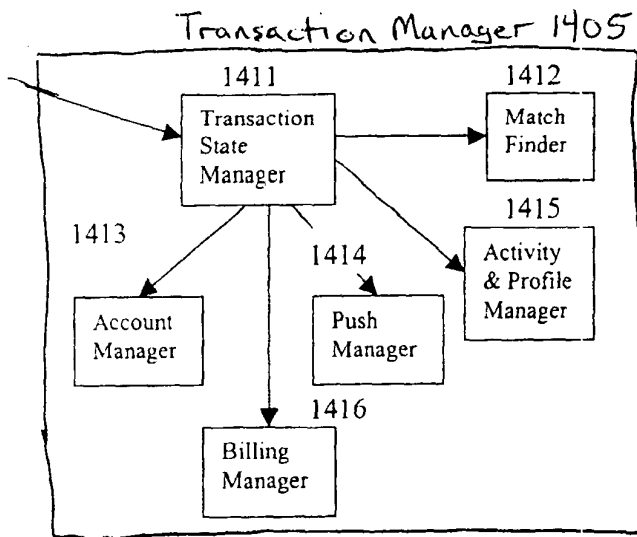 Transaction Manager 1405
1411
1412
Transaction
State
Manager
Match
Finder
1413
1414
1415
Activity
& Profile
Manager
Account
Manager
Push
Manager
1416
Billing
Manager